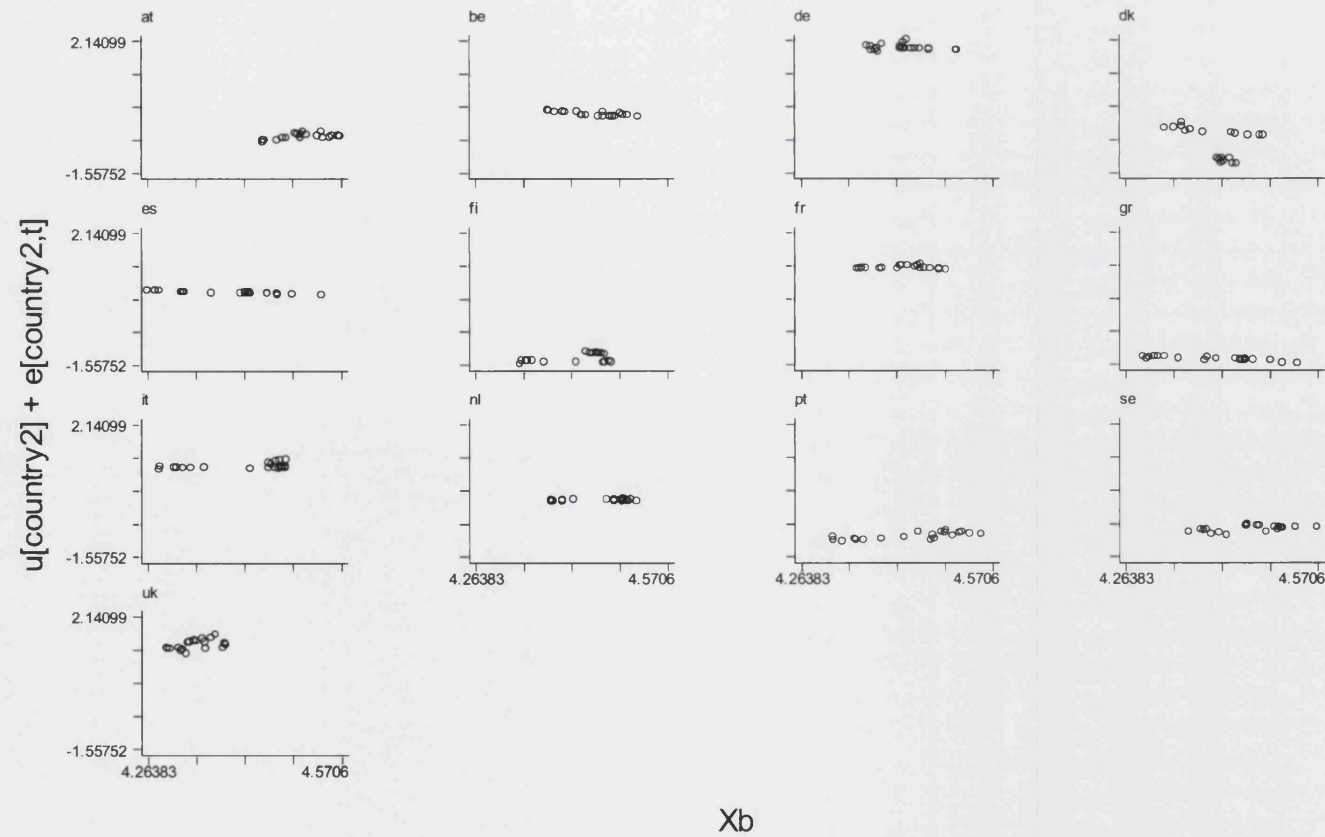 at be de dk
2.14099
-1.55752
es fi fr gr
2.14099
-1.55752
it nl pt se
2.14099
-1.55752
4.26383 4.5706 4.26383 4.5706 4.26383 4.5706
uk
2.14099
-1.55752
4.26383 4.5706
u[country2] + e[country2,t]
Xb